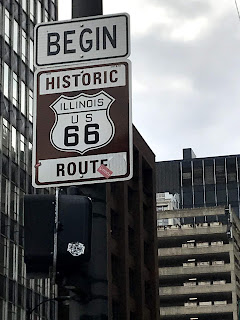 BEGIN
HISTORIC
ILLINOIS
U S
66
ROUTE